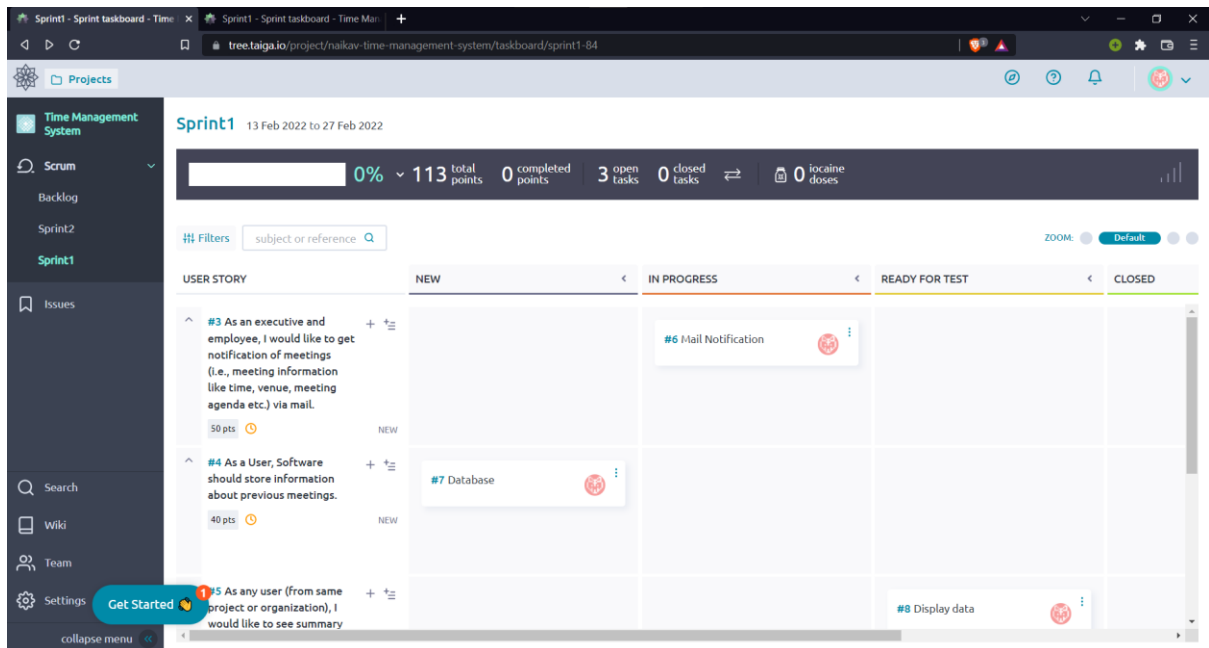 Sprint1 - Sprint taskboard - Time
Sprint1 - Sprint taskboard - Time Man
tree.taiga.io/project/naikav-time-management-system/taskboard/sprint1-84
Projects
Time Management
System
Scrum
Backlog
Sprint2
Sprint1
Issues
Search
Wiki
Team
Settings
Get Started
1
collapse menu
Sprint1 13 Feb 2022 to 27 Feb 2022
0% 113 total points 0 completed points 3 open tasks 0 closed tasks 0 iocaine doses
Filters subject or reference ZOOM: Default
USER STORY NEW IN PROGRESS READY FOR TEST CLOSED
#3 As an executive and
employee, I would like to get
notification of meetings
(i.e., meeting information
like time, venue, meeting
agenda etc.) via mail.
50 pts NEW
#6 Mail Notification
#4 As a User, Software
should store information
about previous meetings.
40 pts NEW
#7 Database
#5 As any user (from same
project or organization), I
would like to see summary
#8 Display data